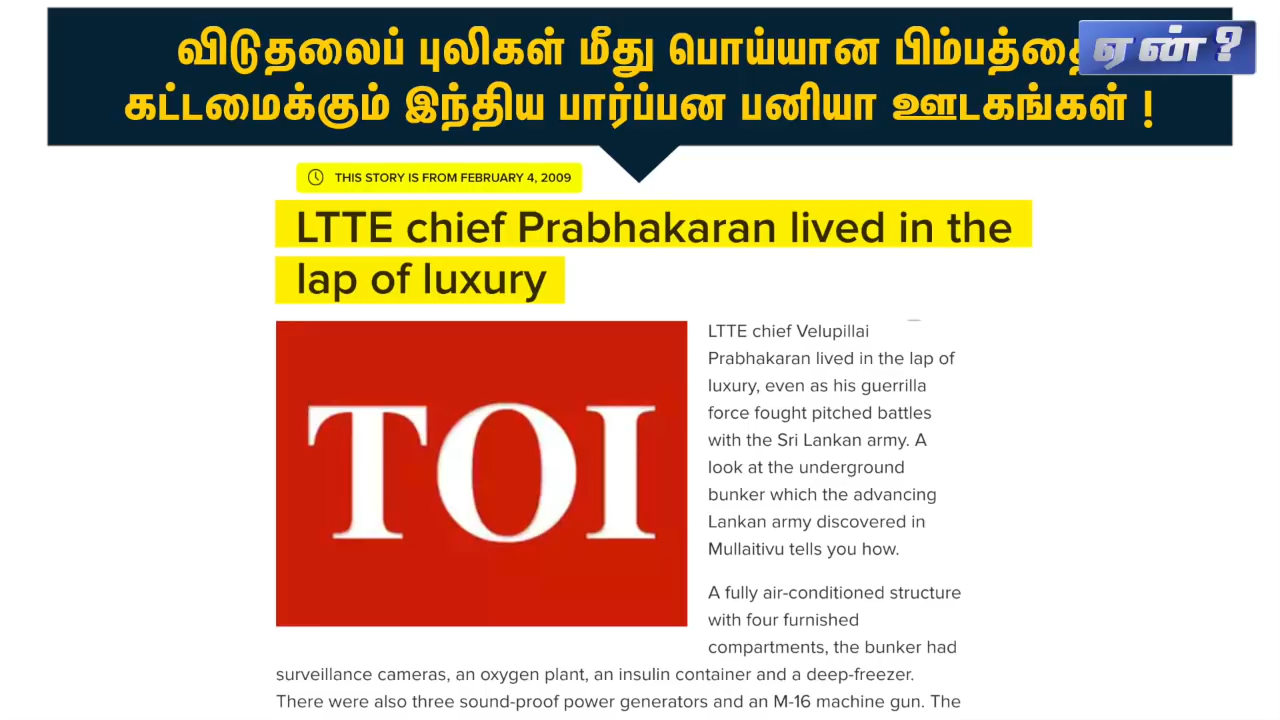 விடுதலைப் புலிகள் மீது பொய்யான பிம்பத்தை
ஏன்?
கட்டமைக்கும் இந்திய பார்ப்பன பனியா ஊடகங்கள் !
THIS STORY IS FROM FEBRUARY 4, 2009
LTTE chief Prabhakaran lived in the
lap of luxury
TOI
LTTE chief Velupillai
Prabhakaran lived in the lap of
luxury, even as his guerrilla
force fought pitched battles
with the Sri Lankan army. A
look at the underground
bunker which the advancing
Lankan army discovered in
Mullaitivu tells you how.
A fully air-conditioned structure
with four furnished
compartments, the bunker had
surveillance cameras, an oxygen plant, an insulin container and a deep-freezer.
There were also three sound-proof power generators and an M-16 machine gun. The